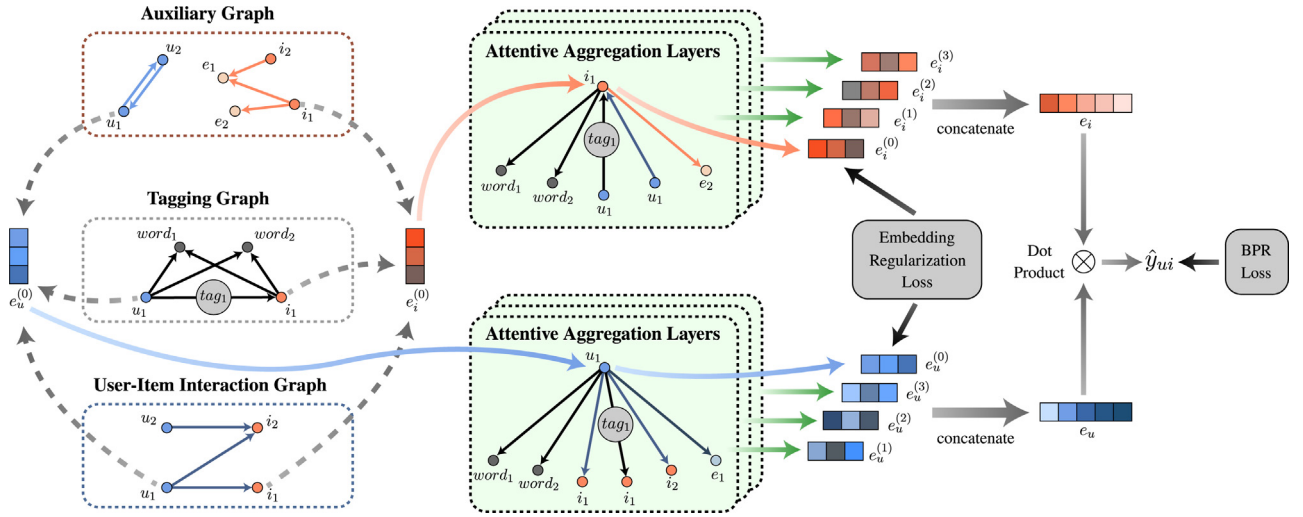 Auxiliary Graph
u₂
e₁
i₂
u₁
e₂
i₁
Tagging Graph
word₁
word₂
tag₁
u₁
i₁
e_u^(0)
e_i^(0)
User-Item Interaction Graph
u₂
i₂
u₁
i₁
Attentive Aggregation Layers
i₁
tag₁
word₁
word₂
u₁
u₁
e₂
Attentive Aggregation Layers
u₁
tag₁
word₁
word₂
i₁
i₁
i₂
e₁
e_i^(3)
e_i^(2)
e_i^(1)
e_i^(0)
concatenate
e_i
Embedding
Regularization
Loss
Dot
Product
⊗
ŷ_ui
BPR
Loss
e_u^(0)
e_u^(3)
e_u^(2)
e_u^(1)
concatenate
e_u